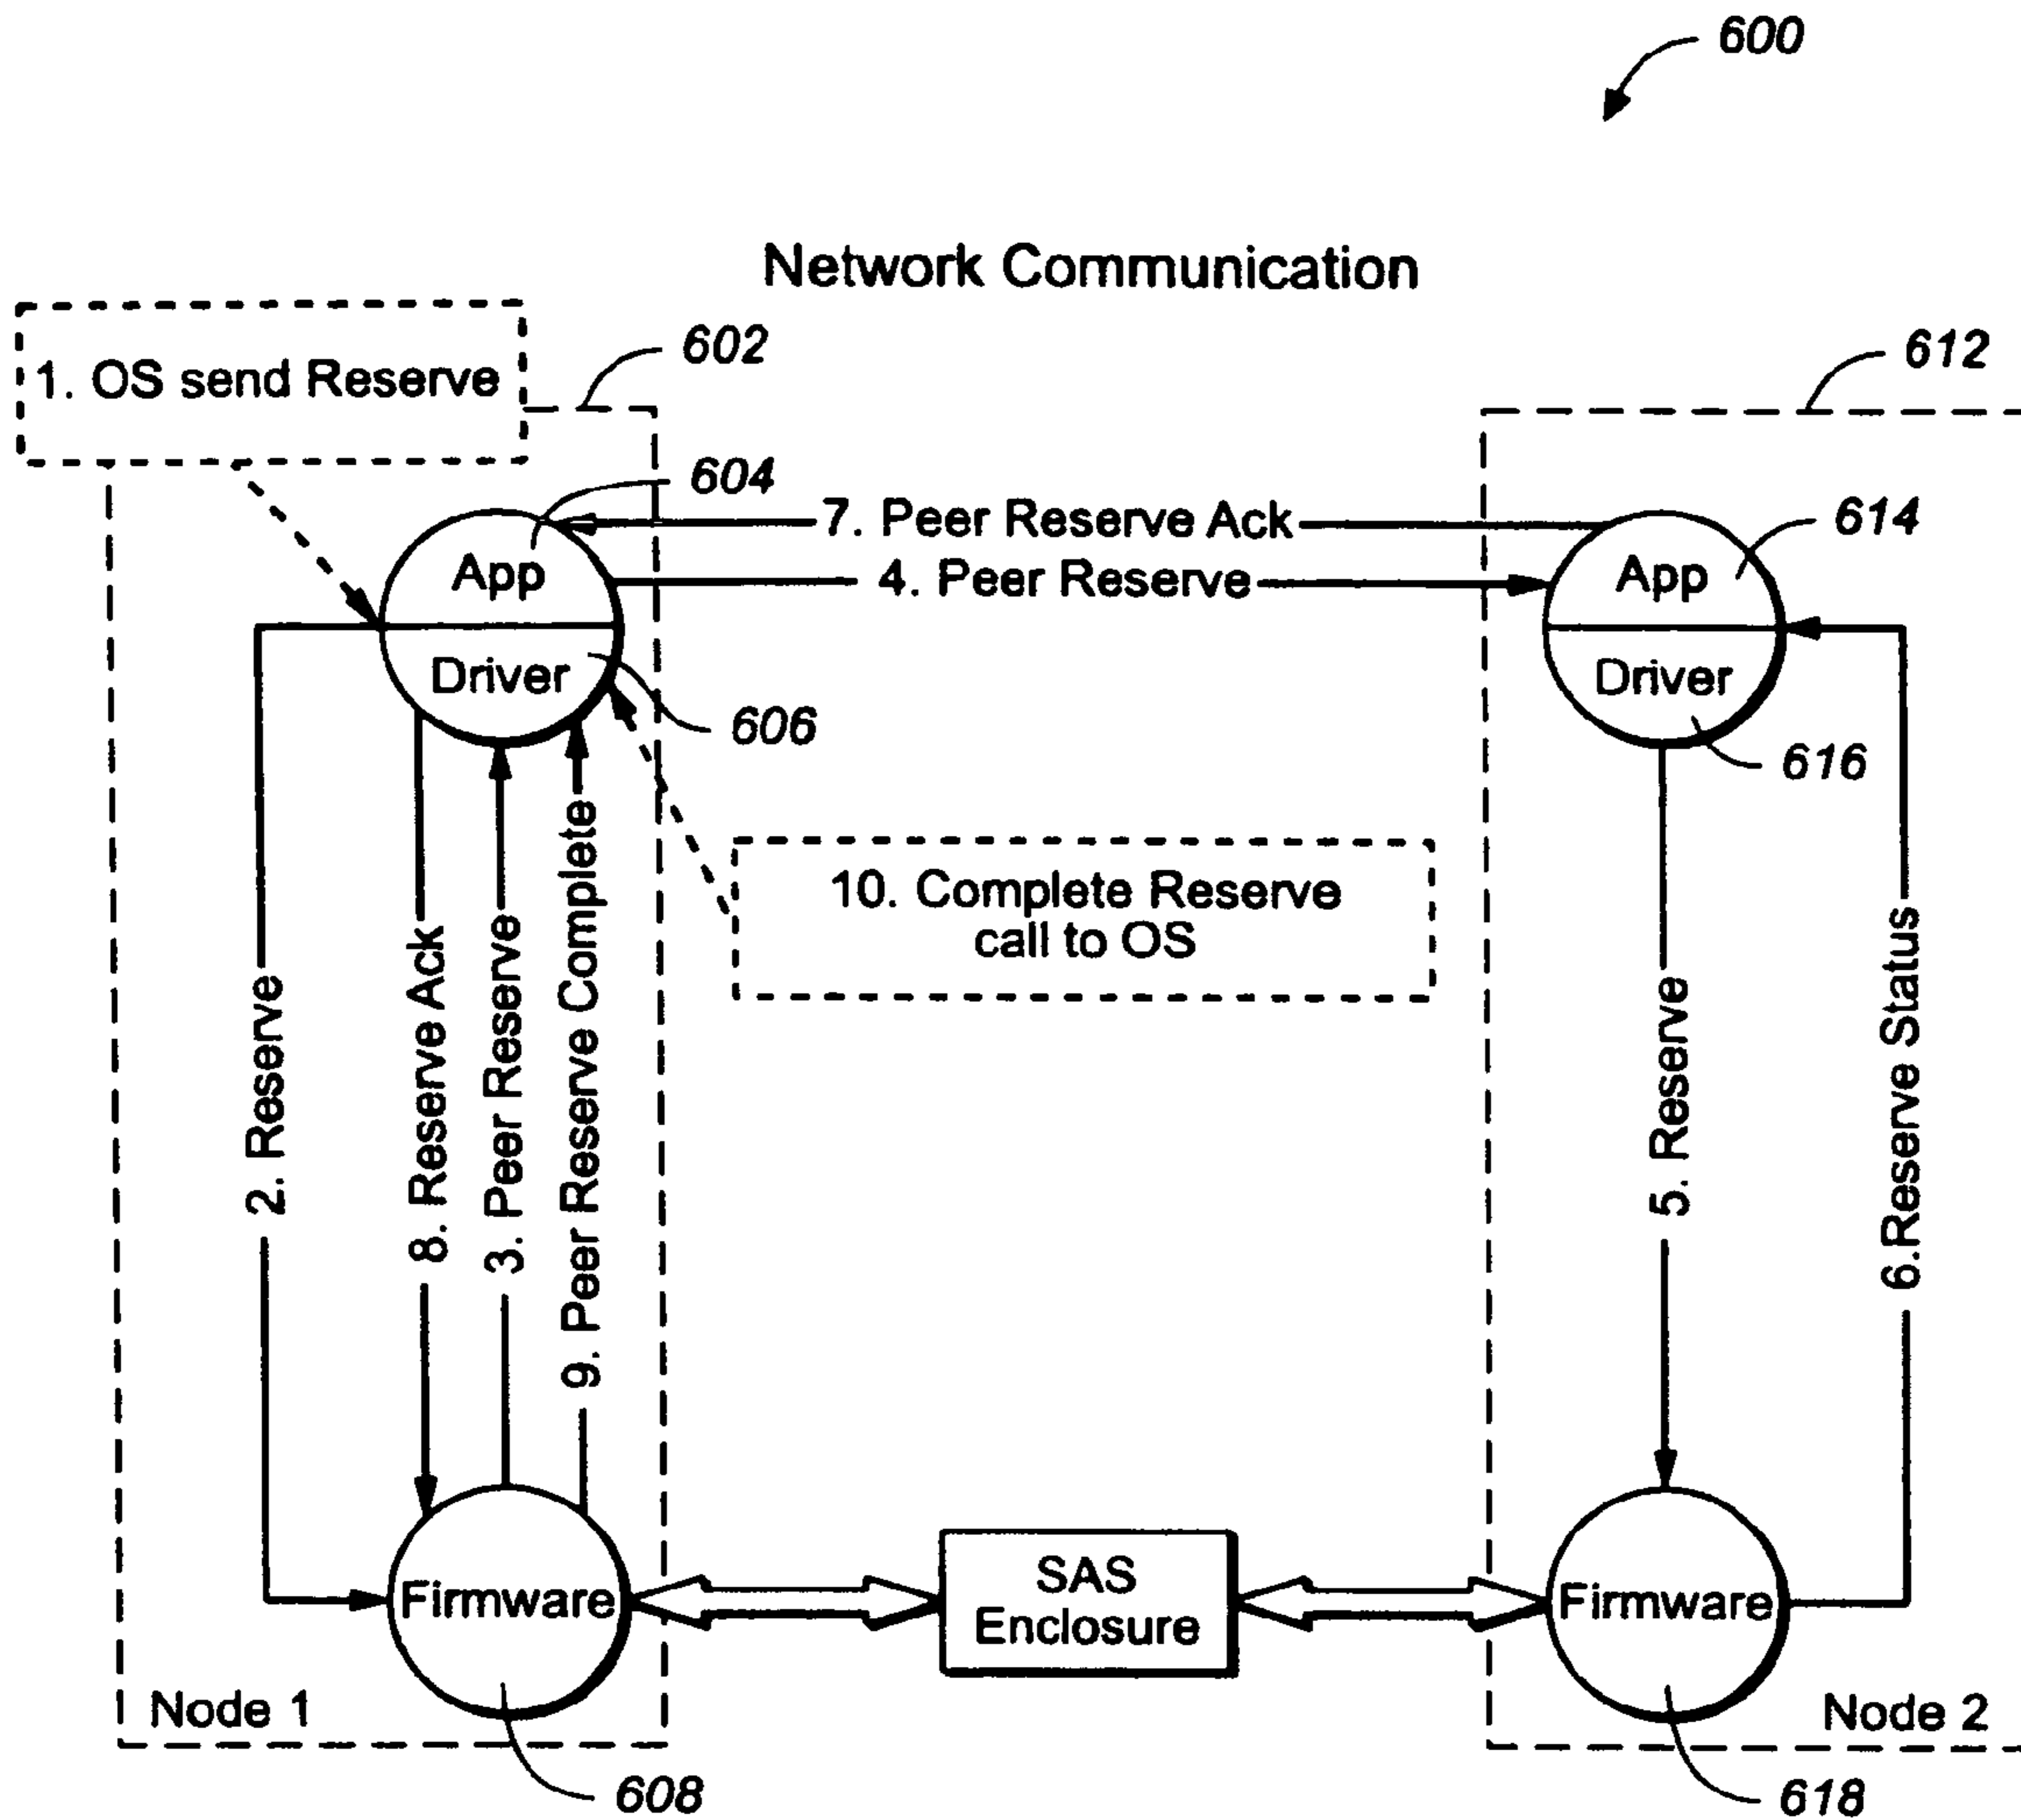 600
Network Communication
1. OS send Reserve
602
612
604
7. Peer Reserve Ack
614
App
4. Peer Reserve
App
Driver
606
Driver
616
10. Complete Reserve
call to OS
2. Reserve
8. Reserve Ack
3. Peer Reserve
9. Peer Reserve Complete
5. Reserve
6.Reserve Status
Firmware
SAS
Enclosure
Firmware
Node 1
Node 2
608
618